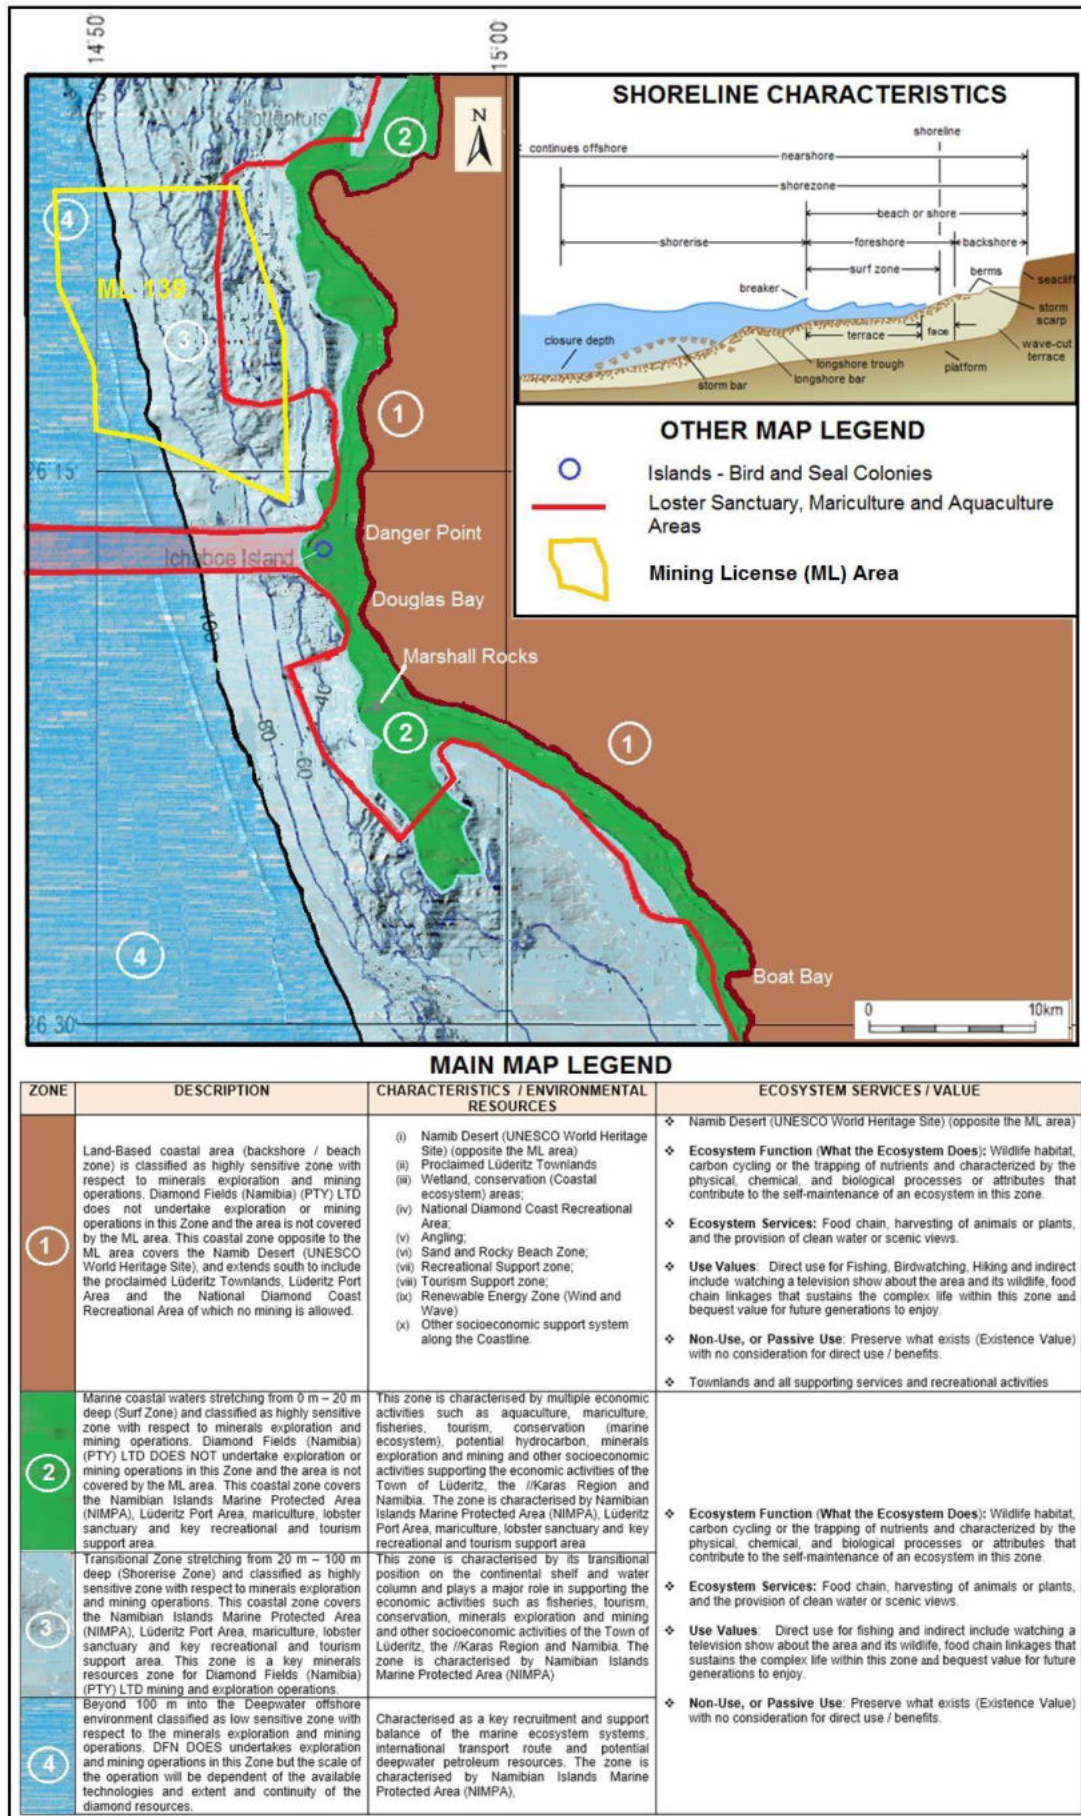 14°50
15°00
Hottentots
N
2
4
ML 139
3
1
26°15
Danger Point
Ichaboe Island
Douglas Bay
100
Marshall Rocks
40
80
60
2
1
4
Boat Bay
26°30
0 10km
SHORELINE CHARACTERISTICS
shoreline
continues offshore
nearshore
shorezone
beach or shore
shorerise
foreshore
backshore
surf zone
berms
breaker
seacliff
storm
scarp
closure depth
terrace
face
wave-cut
terrace
longshore trough
platform
storm bar
longshore bar
OTHER MAP LEGEND
Islands - Bird and Seal Colonies
Loster Sanctuary, Mariculture and Aquaculture
Areas
Mining License (ML) Area
MAIN MAP LEGEND
ZONE DESCRIPTION CHARACTERISTICS / ENVIRONMENTAL RESOURCES ECOSYSTEM SERVICES / VALUE
1
Land-Based coastal area (backshore / beach
zone) is classified as highly sensitive zone with
respect to minerals exploration and mining
operations. Diamond Fields (Namibia) (PTY) LTD
does not undertake exploration or mining
operations in this Zone and the area is not covered
by the ML area. This coastal zone opposite to the
ML area covers the Namib Desert (UNESCO
World Heritage Site), and extends south to include
the proclaimed Lüderitz Townlands, Lüderitz Port
Area and the National Diamond Coast
Recreational Area of which no mining is allowed.
(i) Namib Desert (UNESCO World Heritage
Site) (opposite the ML area)
(ii) Proclaimed Lüderitz Townlands
(iii) Wetland, conservation (Coastal
ecosystem) areas;
(iv) National Diamond Coast Recreational
Area;
(v) Angling;
(vi) Sand and Rocky Beach Zone;
(vii) Recreational Support zone;
(viii) Tourism Support zone;
(ix) Renewable Energy Zone (Wind and
Wave)
(x) Other socioeconomic support system
along the Coastline.
❖ Namib Desert (UNESCO World Heritage Site) (opposite the ML area)
❖ Ecosystem Function (What the Ecosystem Does): Wildlife habitat,
carbon cycling or the trapping of nutrients and characterized by the
physical, chemical, and biological processes or attributes that
contribute to the self-maintenance of an ecosystem in this zone.
❖ Ecosystem Services: Food chain, harvesting of animals or plants,
and the provision of clean water or scenic views.
❖ Use Values: Direct use for Fishing, Birdwatching, Hiking and indirect
include watching a television show about the area and its wildlife, food
chain linkages that sustains the complex life within this zone and
bequest value for future generations to enjoy.
❖ Non-Use, or Passive Use: Preserve what exists (Existence Value)
with no consideration for direct use / benefits.
❖ Townlands and all supporting services and recreational activities
2
Marine coastal waters stretching from 0 m – 20 m
deep (Surf Zone) and classified as highly sensitive
zone with respect to minerals exploration and
mining operations. Diamond Fields (Namibia)
(PTY) LTD DOES NOT undertake exploration or
mining operations in this Zone and the area is not
covered by the ML area. This coastal zone covers
the Namibian Islands Marine Protected Area
(NIMPA), Lüderitz Port Area, mariculture, lobster
sanctuary and key recreational and tourism
support area.
This zone is characterised by multiple economic
activities such as aquaculture, mariculture,
fisheries, tourism, conservation (marine
ecosystem), potential hydrocarbon, minerals
exploration and mining and other socioeconomic
activities supporting the economic activities of the
Town of Lüderitz, the //Karas Region and
Namibia. The zone is characterised by Namibian
Islands Marine Protected Area (NIMPA), Lüderitz
Port Area, mariculture, lobster sanctuary and key
recreational and tourism support area
3
Transitional Zone stretching from 20 m – 100 m
deep (Shorerise Zone) and classified as highly
sensitive zone with respect to minerals exploration
and mining operations. This coastal zone covers
the Namibian Islands Marine Protected Area
(NIMPA), Lüderitz Port Area, mariculture, lobster
sanctuary and key recreational and tourism
support area. This zone is a key minerals
resources zone for Diamond Fields (Namibia)
(PTY) LTD mining and exploration operations.
This zone is characterised by its transitional
position on the continental shelf and water
column and plays a major role in supporting the
economic activities such as fisheries, tourism,
conservation, minerals exploration and mining
and other socioeconomic activities of the Town of
Lüderitz, the //Karas Region and Namibia. The
zone is characterised by Namibian Islands
Marine Protected Area (NIMPA)
4
Beyond 100 m into the Deepwater offshore
environment classified as low sensitive zone with
respect to the minerals exploration and mining
operations. DFN DOES undertakes exploration
and mining operations in this Zone but the scale of
the operation will be dependent of the available
technologies and extent and continuity of the
diamond resources.
Characterised as a key recruitment and support
balance of the marine ecosystem systems,
international transport route and potential
deepwater petroleum resources. The zone is
characterised by Namibian Islands Marine
Protected Area (NIMPA),
❖ Ecosystem Function (What the Ecosystem Does): Wildlife habitat,
carbon cycling or the trapping of nutrients and characterized by the
physical, chemical, and biological processes or attributes that
contribute to the self-maintenance of an ecosystem in this zone.
❖ Ecosystem Services: Food chain, harvesting of animals or plants,
and the provision of clean water or scenic views.
❖ Use Values: Direct use for fishing and indirect include watching a
television show about the area and its wildlife, food chain linkages that
sustains the complex life within this zone and bequest value for future
generations to enjoy.
❖ Non-Use, or Passive Use: Preserve what exists (Existence Value)
with no consideration for direct use / benefits.